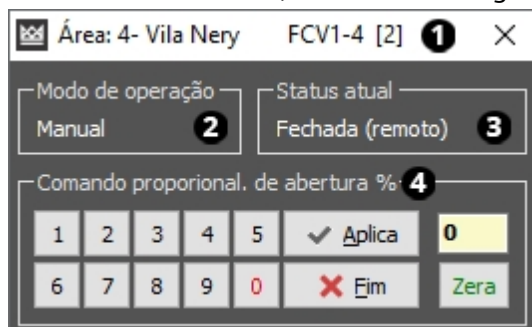 Área: 4- Vila Nery FCV1-4 [2] 1
Modo de operação
Manual 2
Status atual
Fechada (remoto) 3
Comando proporional. de abertura % 4
1 2 3 4 5 Aplica 0
6 7 8 9 0 Fim Zera